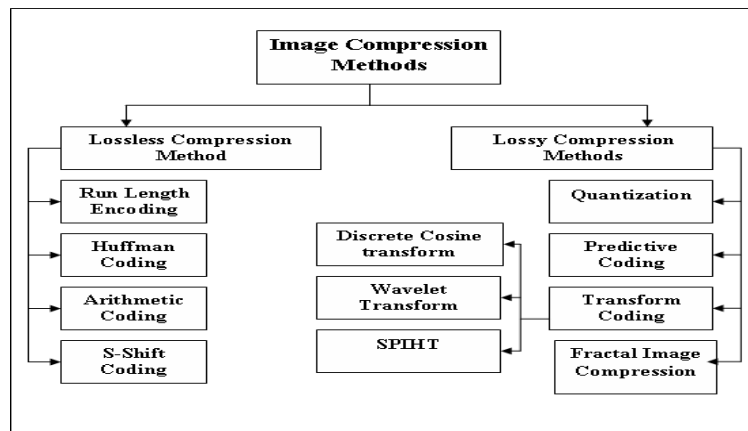 Image Compression
Methods
Lossless Compression
Method
Lossy Compression
Methods
Run Length
Encoding
Huffman
Coding
Arithmetic
Coding
S-Shift
Coding
Discrete Cosine
transform
Wavelet
Transform
SPIHT
Quantization
Predictive
Coding
Transform
Coding
Fractal Image
Compression